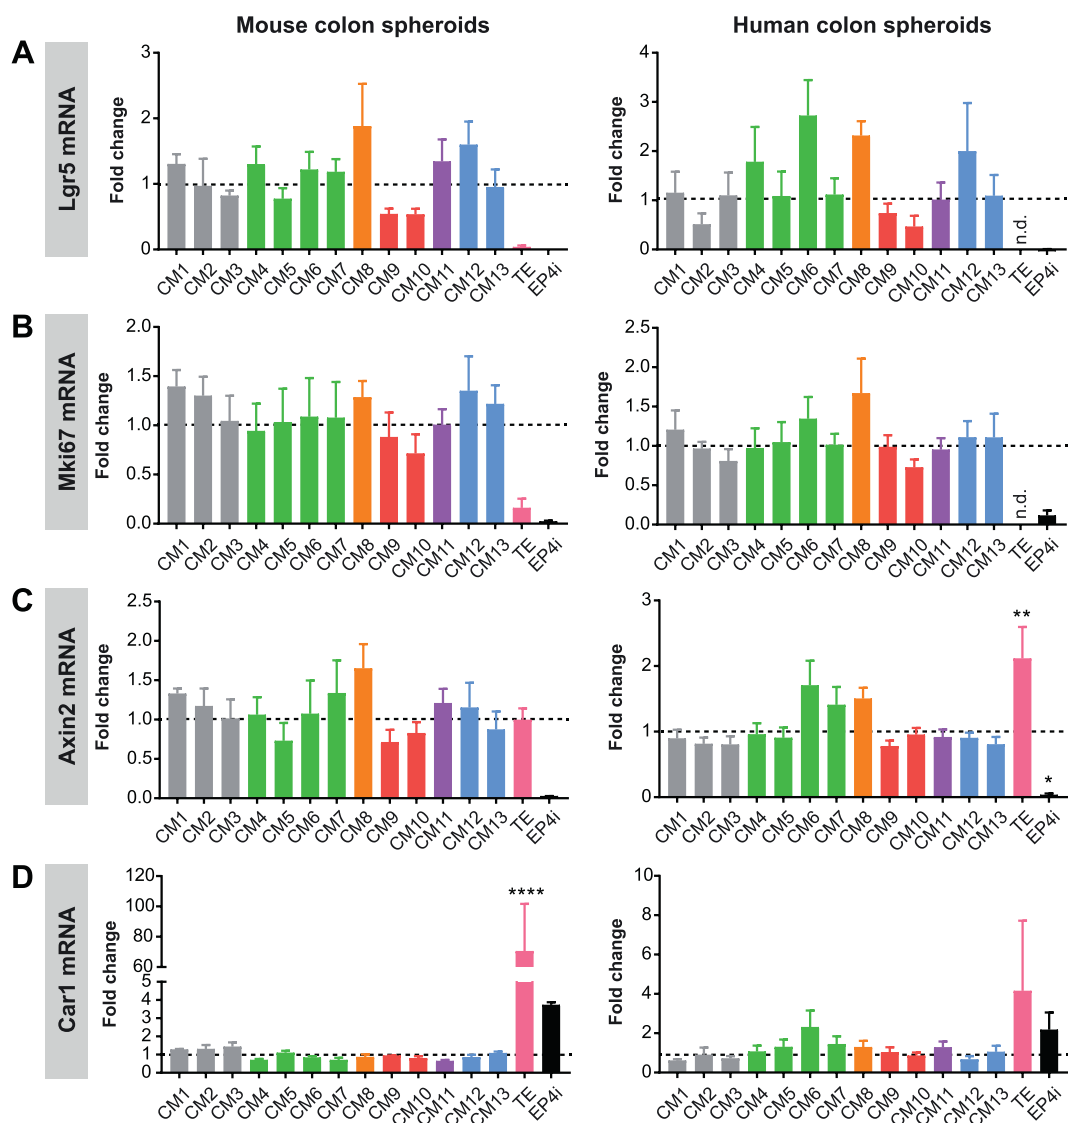 Mouse colon spheroids
Human colon spheroids
A
Lgr5 mRNA
Fold change
3
2
1
0
CM1 CM2 CM3 CM4 CM5 CM6 CM7 CM8 CM9 CM10 CM11 CM12 CM13 TE EP4i
Fold change
4
3
2
1
0
n.d.
CM1 CM2 CM3 CM4 CM5 CM6 CM7 CM8 CM9 CM10 CM11 CM12 CM13 TE EP4i
B
Mki67 mRNA
Fold change
2.0
1.5
1.0
0.5
0.0
CM1 CM2 CM3 CM4 CM5 CM6 CM7 CM8 CM9 CM10 CM11 CM12 CM13 TE EP4i
Fold change
2.5
2.0
1.5
1.0
0.5
0.0
n.d.
CM1 CM2 CM3 CM4 CM5 CM6 CM7 CM8 CM9 CM10 CM11 CM12 CM13 TE EP4i
C
Axin2 mRNA
Fold change
2.5
2.0
1.5
1.0
0.5
0.0
CM1 CM2 CM3 CM4 CM5 CM6 CM7 CM8 CM9 CM10 CM11 CM12 CM13 TE EP4i
Fold change
3
2
1
0
**
*
CM1 CM2 CM3 CM4 CM5 CM6 CM7 CM8 CM9 CM10 CM11 CM12 CM13 TE EP4i
D
Car1 mRNA
Fold change
120
100
80
60
5
4
3
2
1
0
****
CM1 CM2 CM3 CM4 CM5 CM6 CM7 CM8 CM9 CM10 CM11 CM12 CM13 TE EP4i
Fold change
10
8
6
4
2
0
CM1 CM2 CM3 CM4 CM5 CM6 CM7 CM8 CM9 CM10 CM11 CM12 CM13 TE EP4i